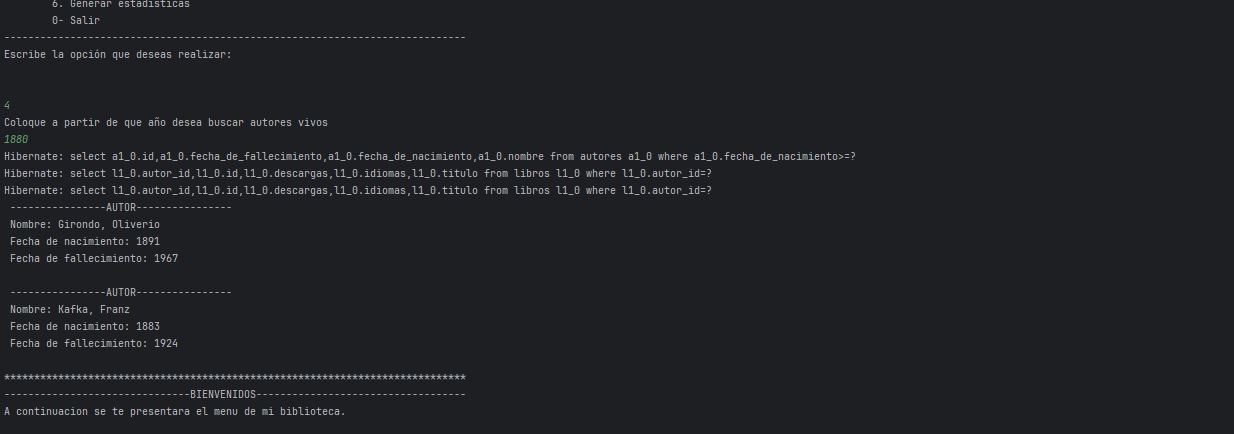 6. Generar estadisticas
0- Salir
-----------------------------------------------------------------------------
Escribe la opción que deseas realizar:
4
Coloque a partir de que año desea buscar autores vivos
1880
Hibernate: select a1_0.id,a1_0.fecha_de_fallecimiento,a1_0.fecha_de_nacimiento,a1_0.nombre from autores a1_0 where a1_0.fecha_de_nacimiento>=?
Hibernate: select l1_0.autor_id,l1_0.id,l1_0.descargas,l1_0.idiomas,l1_0.titulo from libros l1_0 where l1_0.autor_id=?
Hibernate: select l1_0.autor_id,l1_0.id,l1_0.descargas,l1_0.idiomas,l1_0.titulo from libros l1_0 where l1_0.autor_id=?
----------------AUTOR----------------
Nombre: Girondo, Oliverio
Fecha de nacimiento: 1891
Fecha de fallecimiento: 1967
----------------AUTOR----------------
Nombre: Kafka, Franz
Fecha de nacimiento: 1883
Fecha de fallecimiento: 1924
*****************************************************************************
-------------------------------BIENVENIDOS-----------------------------------
A continuacion se te presentara el menu de mi biblioteca.